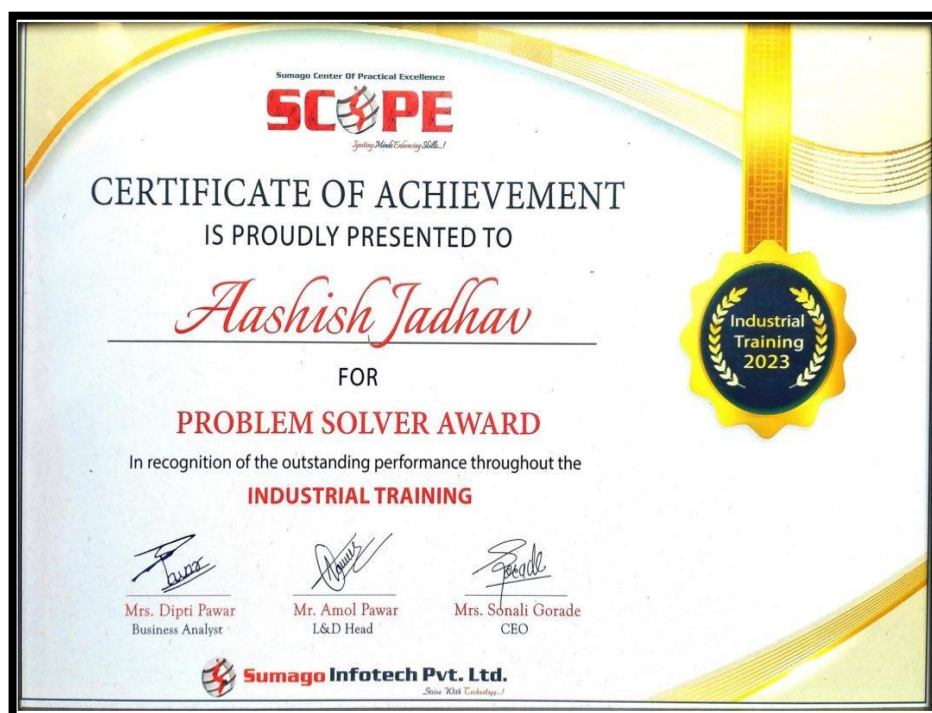 Sumago Center Of Practical Excellence
SCOPE
Igniting Minds Enhancing Skills...!
CERTIFICATE OF ACHIEVEMENT
IS PROUDLY PRESENTED TO
Aashish Jadhav
FOR
PROBLEM SOLVER AWARD
In recognition of the outstanding performance throughout the
INDUSTRIAL TRAINING
Industrial
Training
2023
Mrs. Dipti Pawar
Mr. Amol Pawar
Mrs. Sonali Gorade
Business Analyst
L&D Head
CEO
Sumago Infotech Pvt. Ltd.
Strive With Technology..!